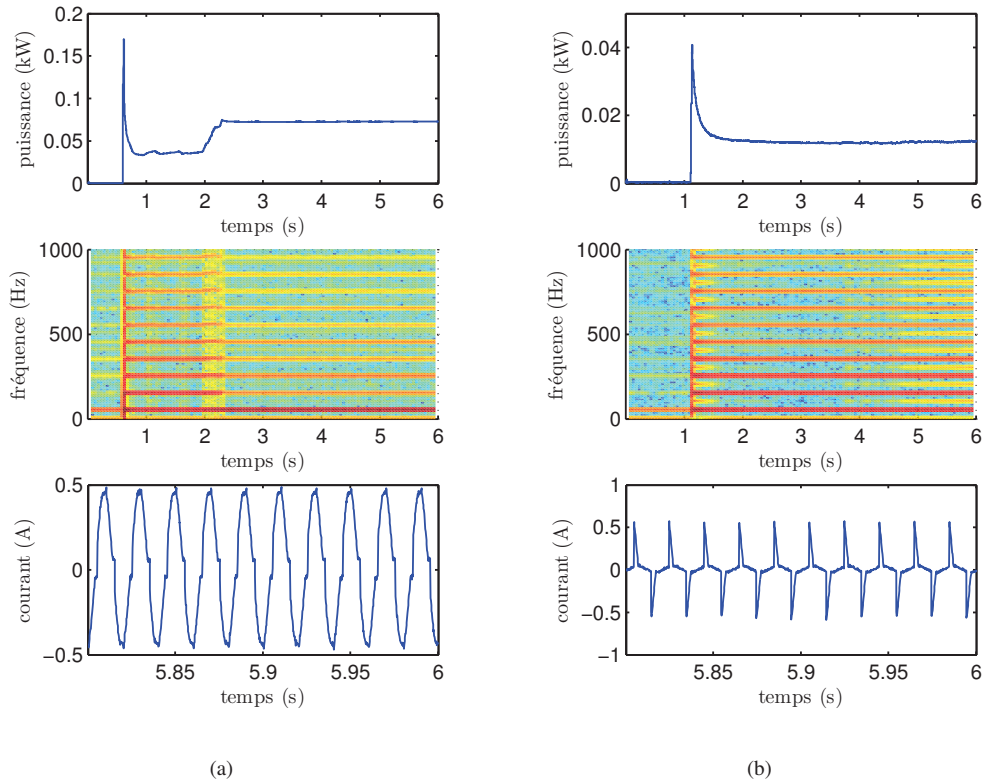 0.2
0.15
0.1
0.05
0
puissance (kW)
1 2 3 4 5 6
temps (s)
0.04
0.02
0
puissance (kW)
1 2 3 4 5 6
temps (s)
1000
500
0
fréquence (Hz)
1 2 3 4 5 6
temps (s)
1000
500
0
fréquence (Hz)
1 2 3 4 5 6
temps (s)
0.5
0
−0.5
courant (A)
5.85 5.9 5.95 6
temps (s)
1
0.5
0
−0.5
−1
courant (A)
5.85 5.9 5.95 6
temps (s)
(a)
(b)